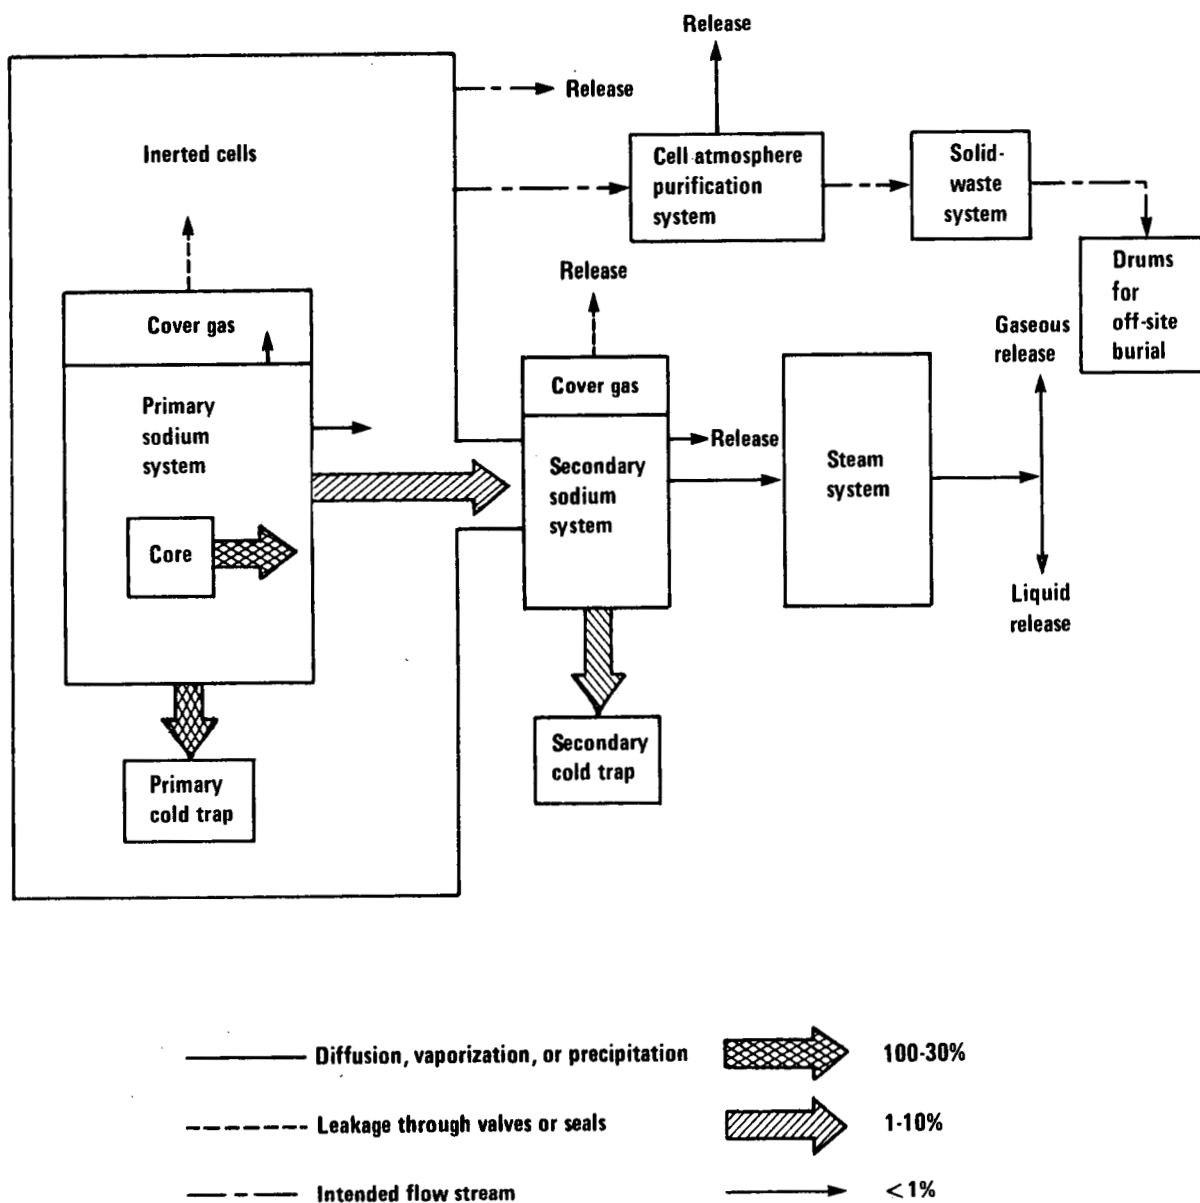 Release
Release
Inerted cells
Cell atmosphere
purification
system
Solid-
waste
system
Release
Drums
for
off-site
burial
Cover gas
Gaseous
release
Cover gas
Primary
sodium
system
Release
Secondary
sodium
system
Steam
system
Core
Liquid
release
Secondary
cold trap
Primary
cold trap
Diffusion, vaporization, or precipitation
100-30%
Leakage through valves or seals
1-10%
Intended flow stream
<1%